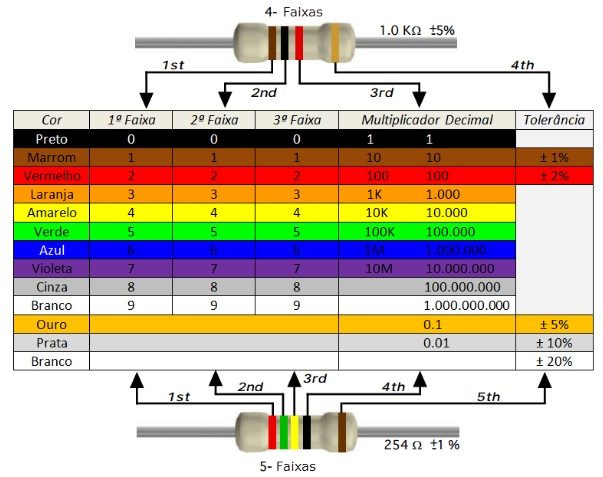 4- Faixas
1.0 KΩ ±5%
1st 2nd 3rd 4th
Cor 1ª Faixa 2ª Faixa 3ª Faixa Multiplicador Decimal Tolerância
Preto 0 0 0 1 1
Marrom 1 1 1 10 10 ± 1%
Vermelho 2 2 2 100 100 ± 2%
Laranja 3 3 3 1K 1.000
Amarelo 4 4 4 10K 10.000
Verde 5 5 5 100K 100.000
Azul 6 6 6 1M 1.000.000
Violeta 7 7 7 10M 10.000.000
Cinza 8 8 8 100.000.000
Branco 9 9 9 1.000.000.000
Ouro 0.1 ± 5%
Prata 0.01 ± 10%
Branco ± 20%
1st 2nd 3rd 4th 5th
254 Ω ±1 %
5- Faixas